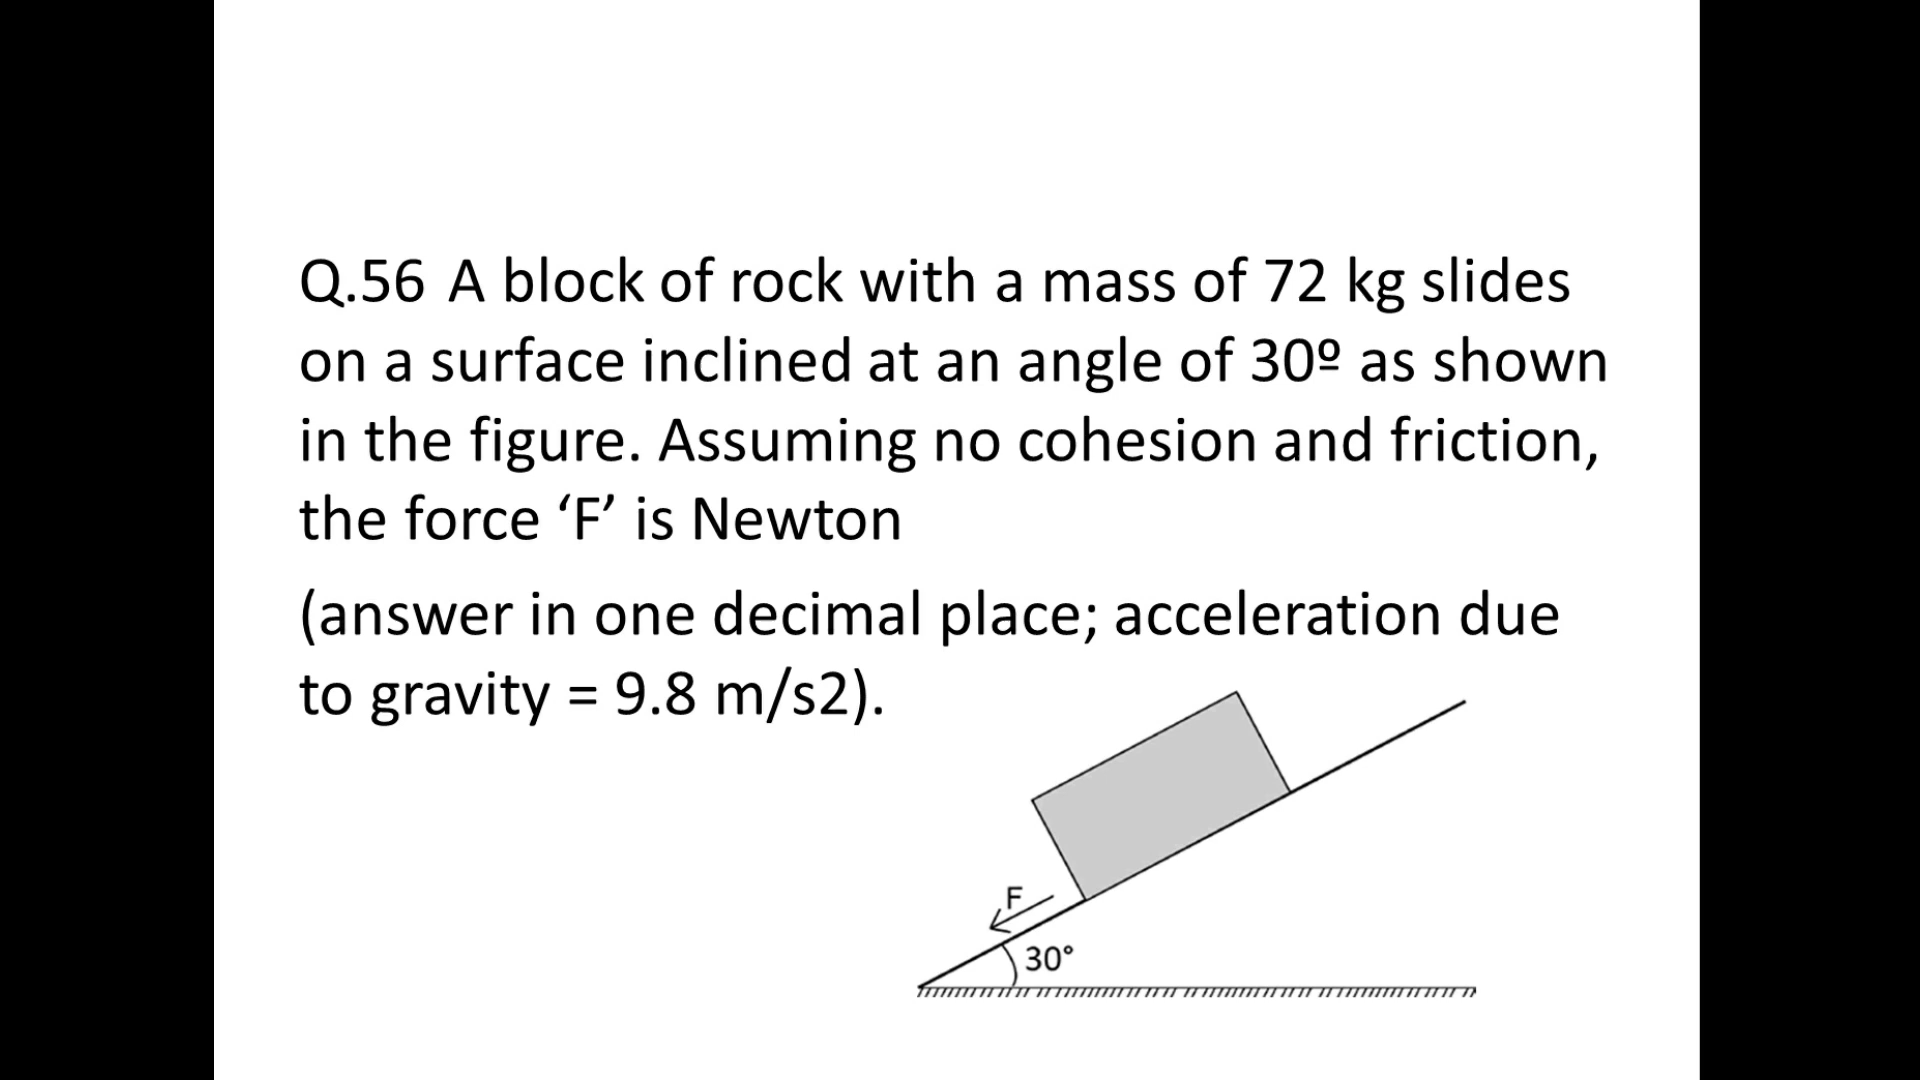 Q.56 A block of rock with a mass of 72 kg slides
on a surface inclined at an angle of 30º as shown
in the figure. Assuming no cohesion and friction,
the force ‘F’ is Newton
(answer in one decimal place; acceleration due
to gravity = 9.8 m/s2).
F
30°